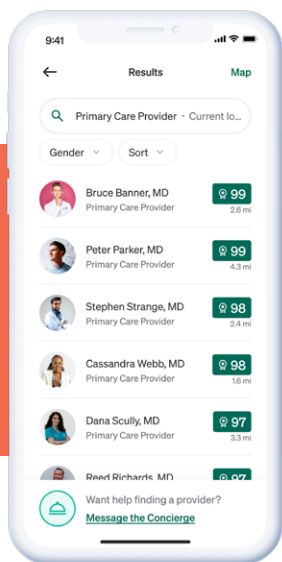 9:41
Results
Map
Primary Care Provider · Current lo...
Gender
Sort
Bruce Banner, MD
99
Primary Care Provider
2.6 mi
Peter Parker, MD
99
Primary Care Provider
4.3 mi
Stephen Strange, MD
98
Primary Care Provider
2.4 mi
Cassandra Webb, MD
98
Primary Care Provider
1.6 mi
Dana Scully, MD
97
Primary Care Provider
3.3 mi
Reed Richards, MD
97
Want help finding a provider?
Message the Concierge